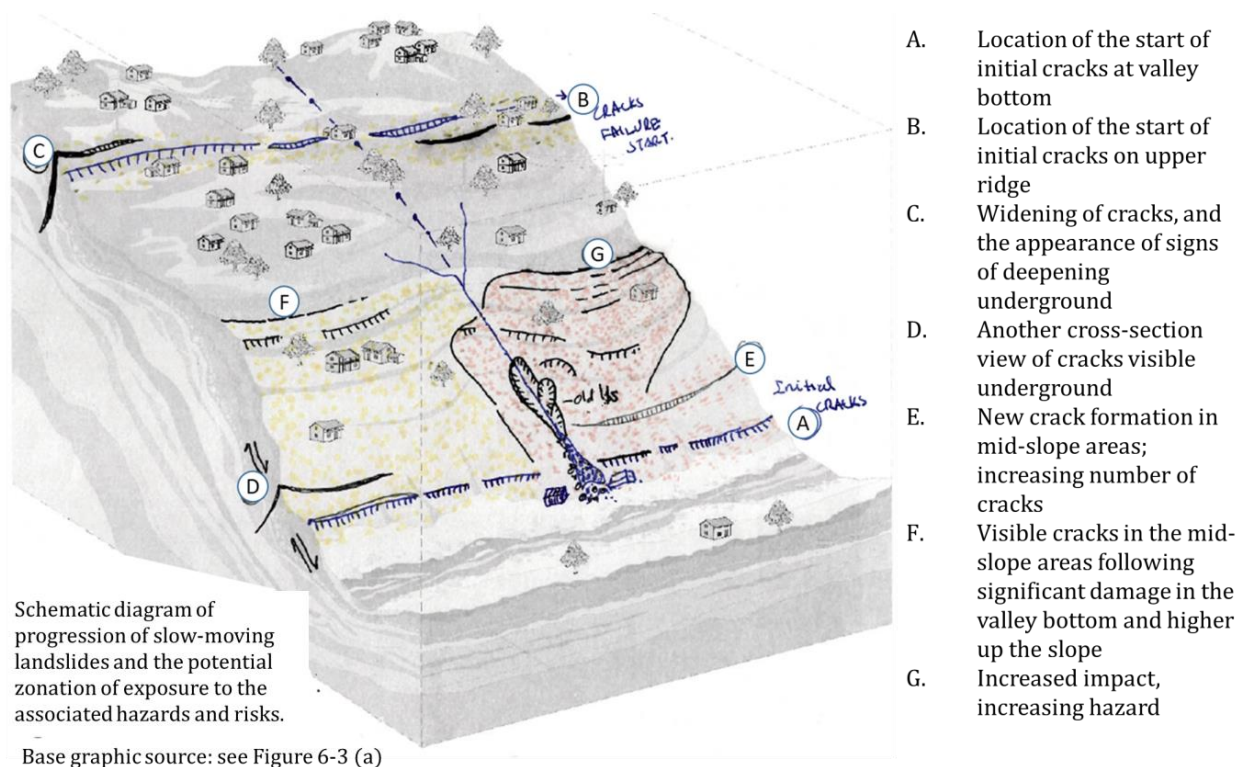 B
CRACKS
FAILURE
START.
C
G
F
E
old l/s
Initial
CRACKS
A
D
Schematic diagram of
progression of slow-moving
landslides and the potential
zonation of exposure to the
associated hazards and risks.
Base graphic source: see Figure 6-3 (a)
A. Location of the start of
initial cracks at valley
bottom
B. Location of the start of
initial cracks on upper
ridge
C. Widening of cracks, and
the appearance of signs
of deepening
underground
D. Another cross-section
view of cracks visible
underground
E. New crack formation in
mid-slope areas;
increasing number of
cracks
F. Visible cracks in the mid-
slope areas following
significant damage in the
valley bottom and higher
up the slope
G. Increased impact,
increasing hazard